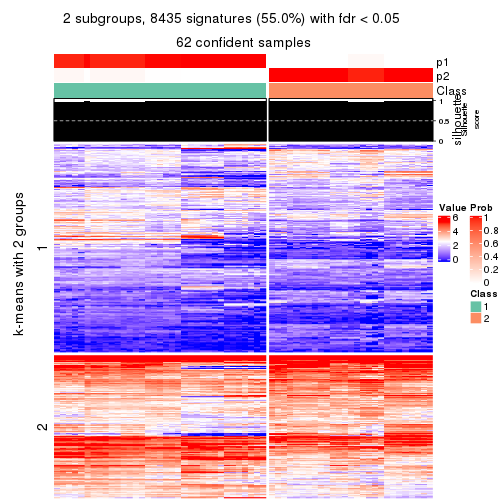 2 subgroups, 8435 signatures (55.0%) with fdr < 0.05
62 confident samples
p1
p2
Class
silhouette
1
0.5
0
Silhouette
score
k-means with 2 groups
1
2
Value
6
4
2
0
Prob
1
0.8
0.6
0.4
0.2
0
Class
1
2